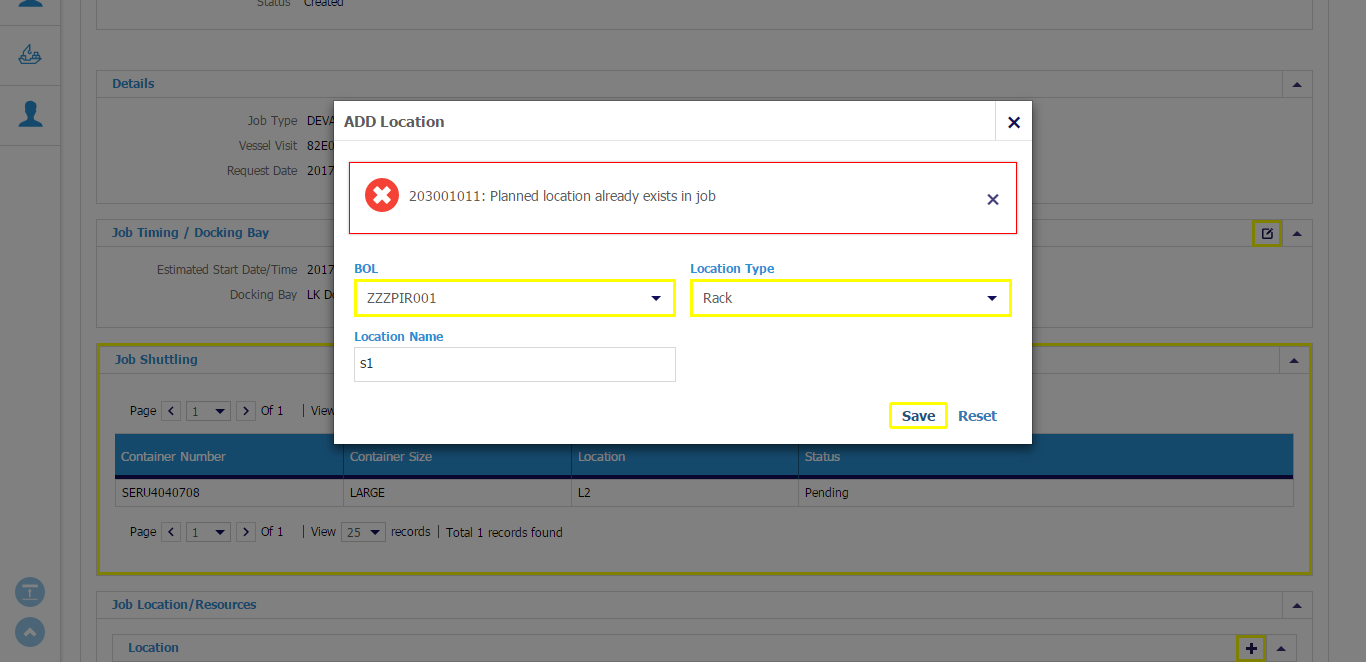 Status Created
Details
ADD Location
Job Type DEVA
Vessel Visit 82E0
Request Date 2017
203001011: Planned location already exists in job
Job Timing / Docking Bay
Estimated Start Date/Time 2017
Docking Bay LK Do
BOL Location Type
ZZZPIR001 Rack
Location Name
s1
Job Shuttling
Page 1 Of 1 | View
Save Reset
Container Number Container Size Location Status
SERU4040708 LARGE L2 Pending
Page 1 Of 1 | View 25 records | Total 1 records found
Job Location/Resources
Location